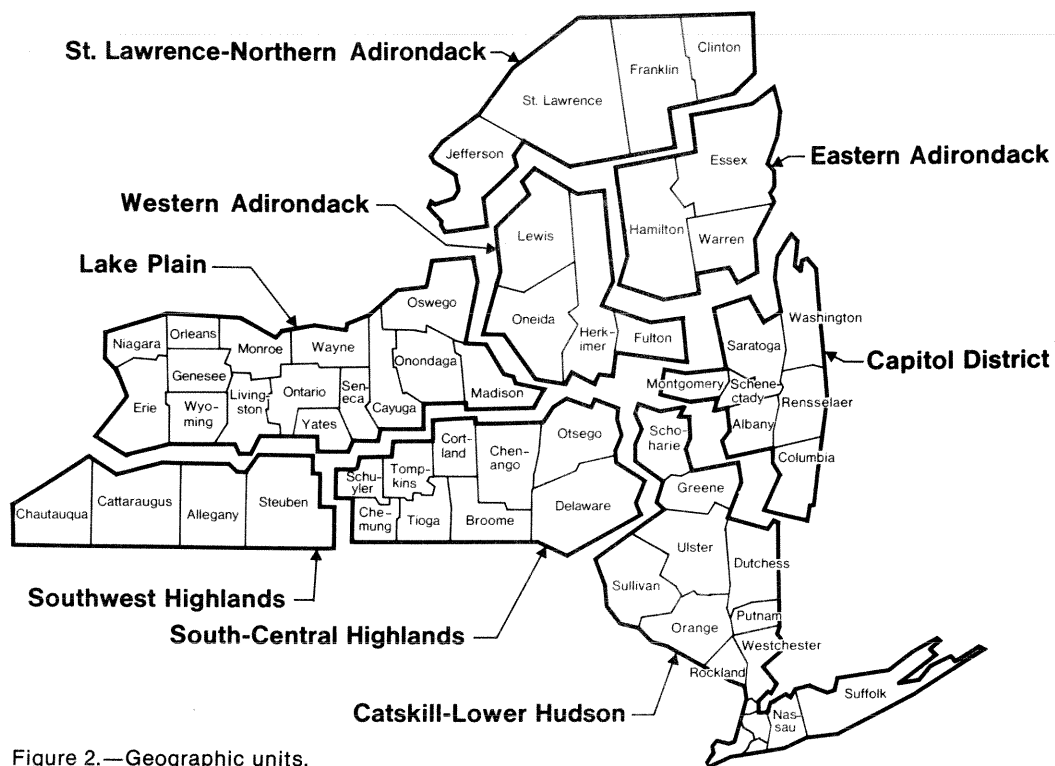 St. Lawrence-Northern Adirondack
Clinton
Franklin
St. Lawrence
Jefferson
Essex
Eastern Adirondack
Western Adirondack
Lewis
Hamilton
Warren
Lake Plain
Oswego
Oneida
Herk-
imer
Fulton
Washington
Saratoga
Capitol District
Niagara
Orleans
Monroe
Wayne
Onondaga
Madison
Montgomery
Schene-
ctady
Rensselaer
Genesee
Ontario
Sen-
eca
Cayuga
Erie
Wyo-
ming
Living-
ston
Yates
Albany
Columbia
Scho-
harie
Greene
Otsego
Cort-
land
Chen-
ango
Schu-
yler
Tomp-
kins
Delaware
Steuben
Cattaraugus
Chautauqua
Allegany
Che-
mung
Tioga
Broome
Ulster
Dutchess
Sullivan
Putnam
Orange
Westchester
Rockland
Southwest Highlands
South-Central Highlands
Catskill-Lower Hudson
Suffolk
Nas-
sau
Figure 2.—Geographic units.